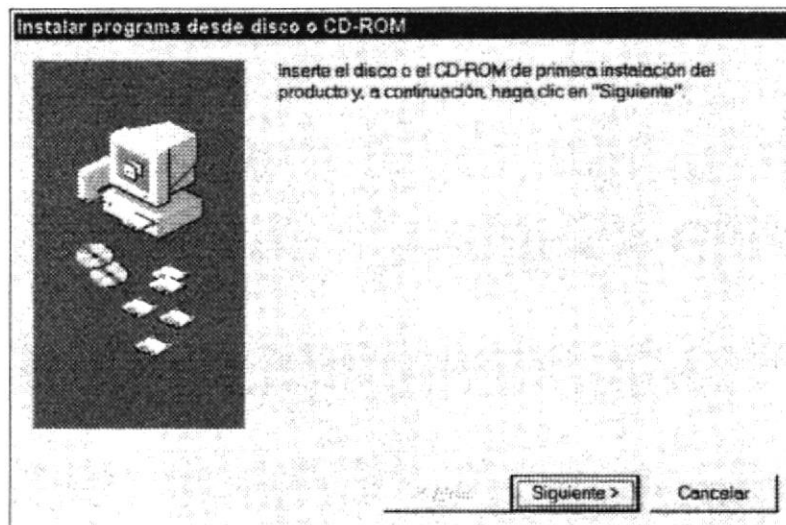 Instalar programa desde disco o CD-ROM
Inserte el disco o el CD-ROM de primera instalación del
producto y, a continuación, haga clic en "Siguiente".
Siguiente >
Cancelar